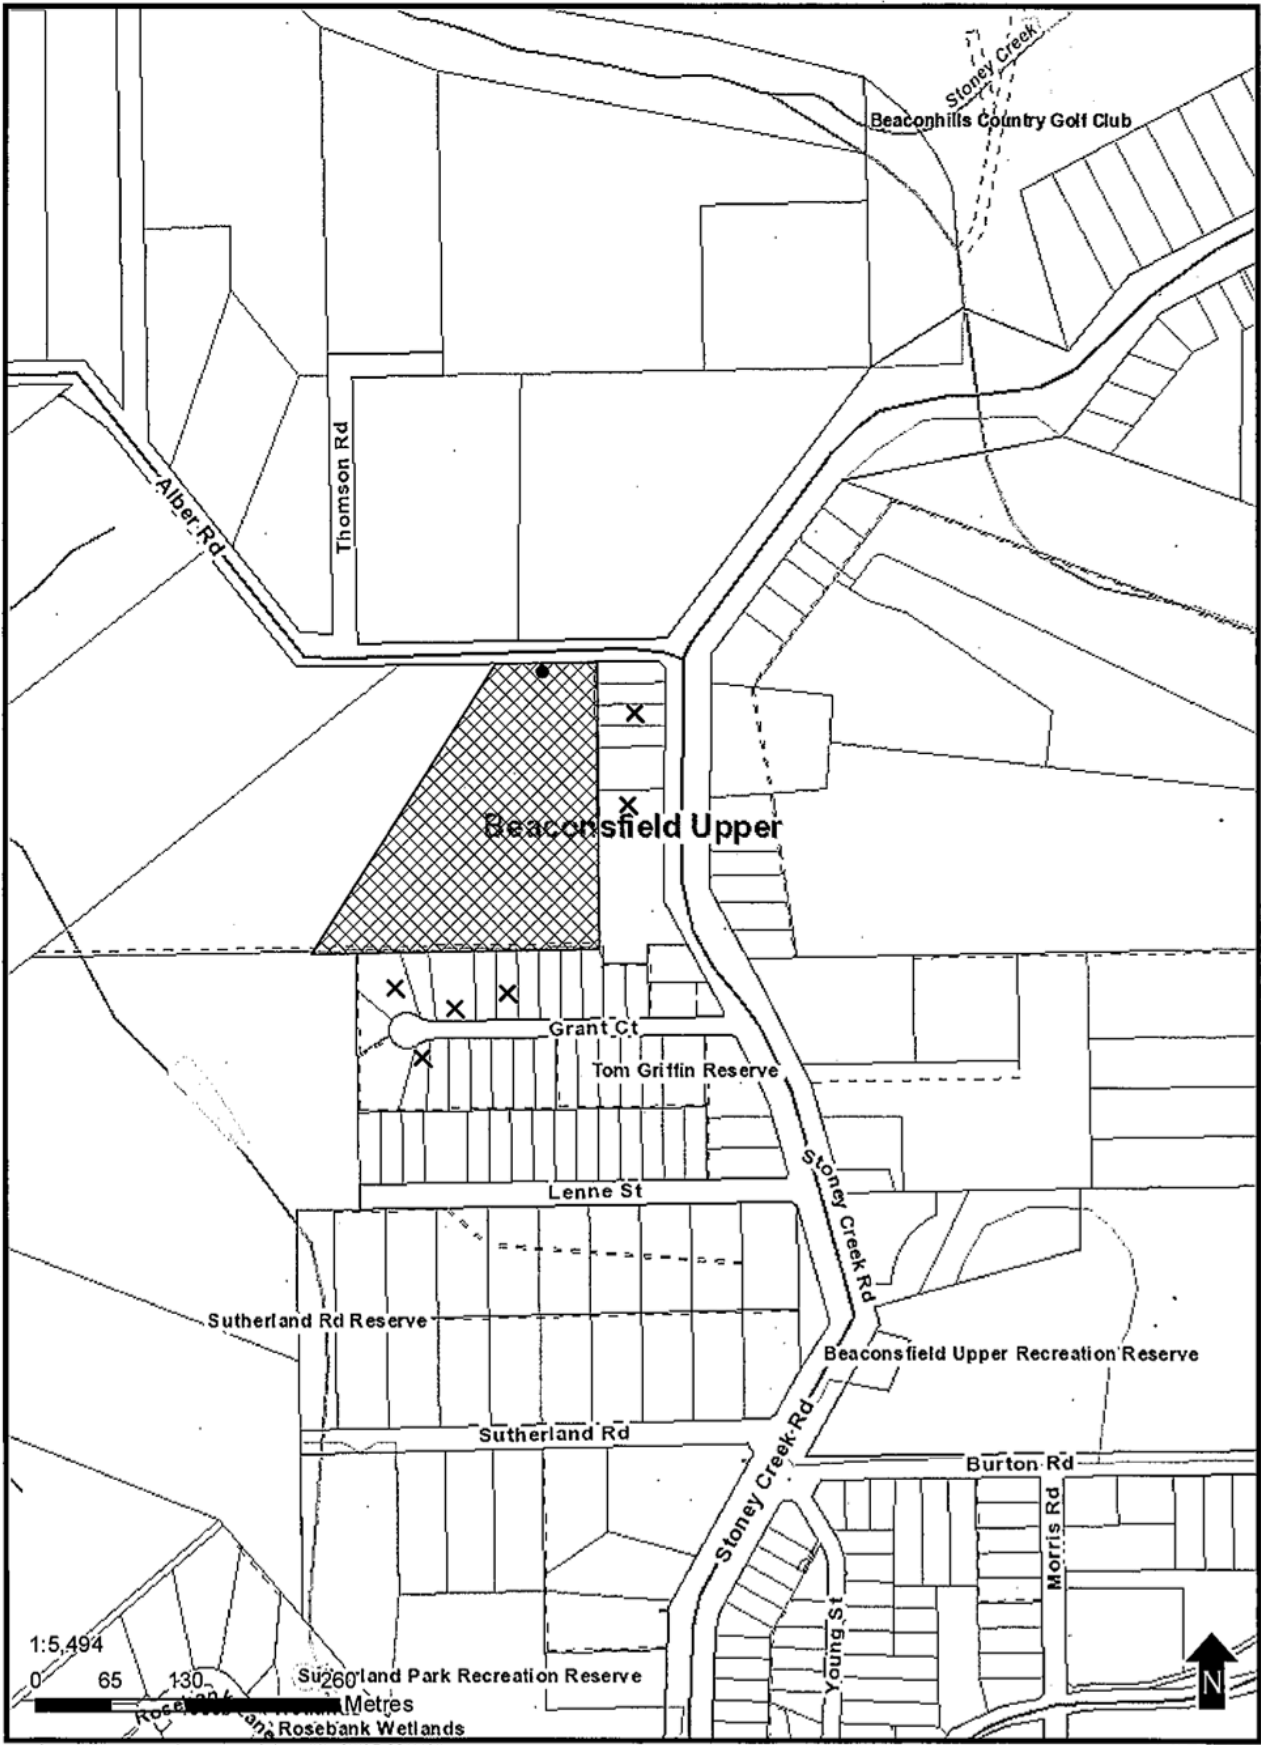 Stoney Creek
Beaconhills Country Golf Club
Thomson Rd
Alber Rd
Beaconsfield Upper
Grant Ct
Tom Griffin Reserve
Stoney Creek Rd
Lenne St
Sutherland Rd Reserve
Beaconsfield Upper Recreation Reserve
Sutherland Rd
Stoney Creek Rd
Burton Rd
Morris Rd
Young St
1:5,494
0 65 130 260
Metres
Recreation Reserve
Rosebank Wetlands
N